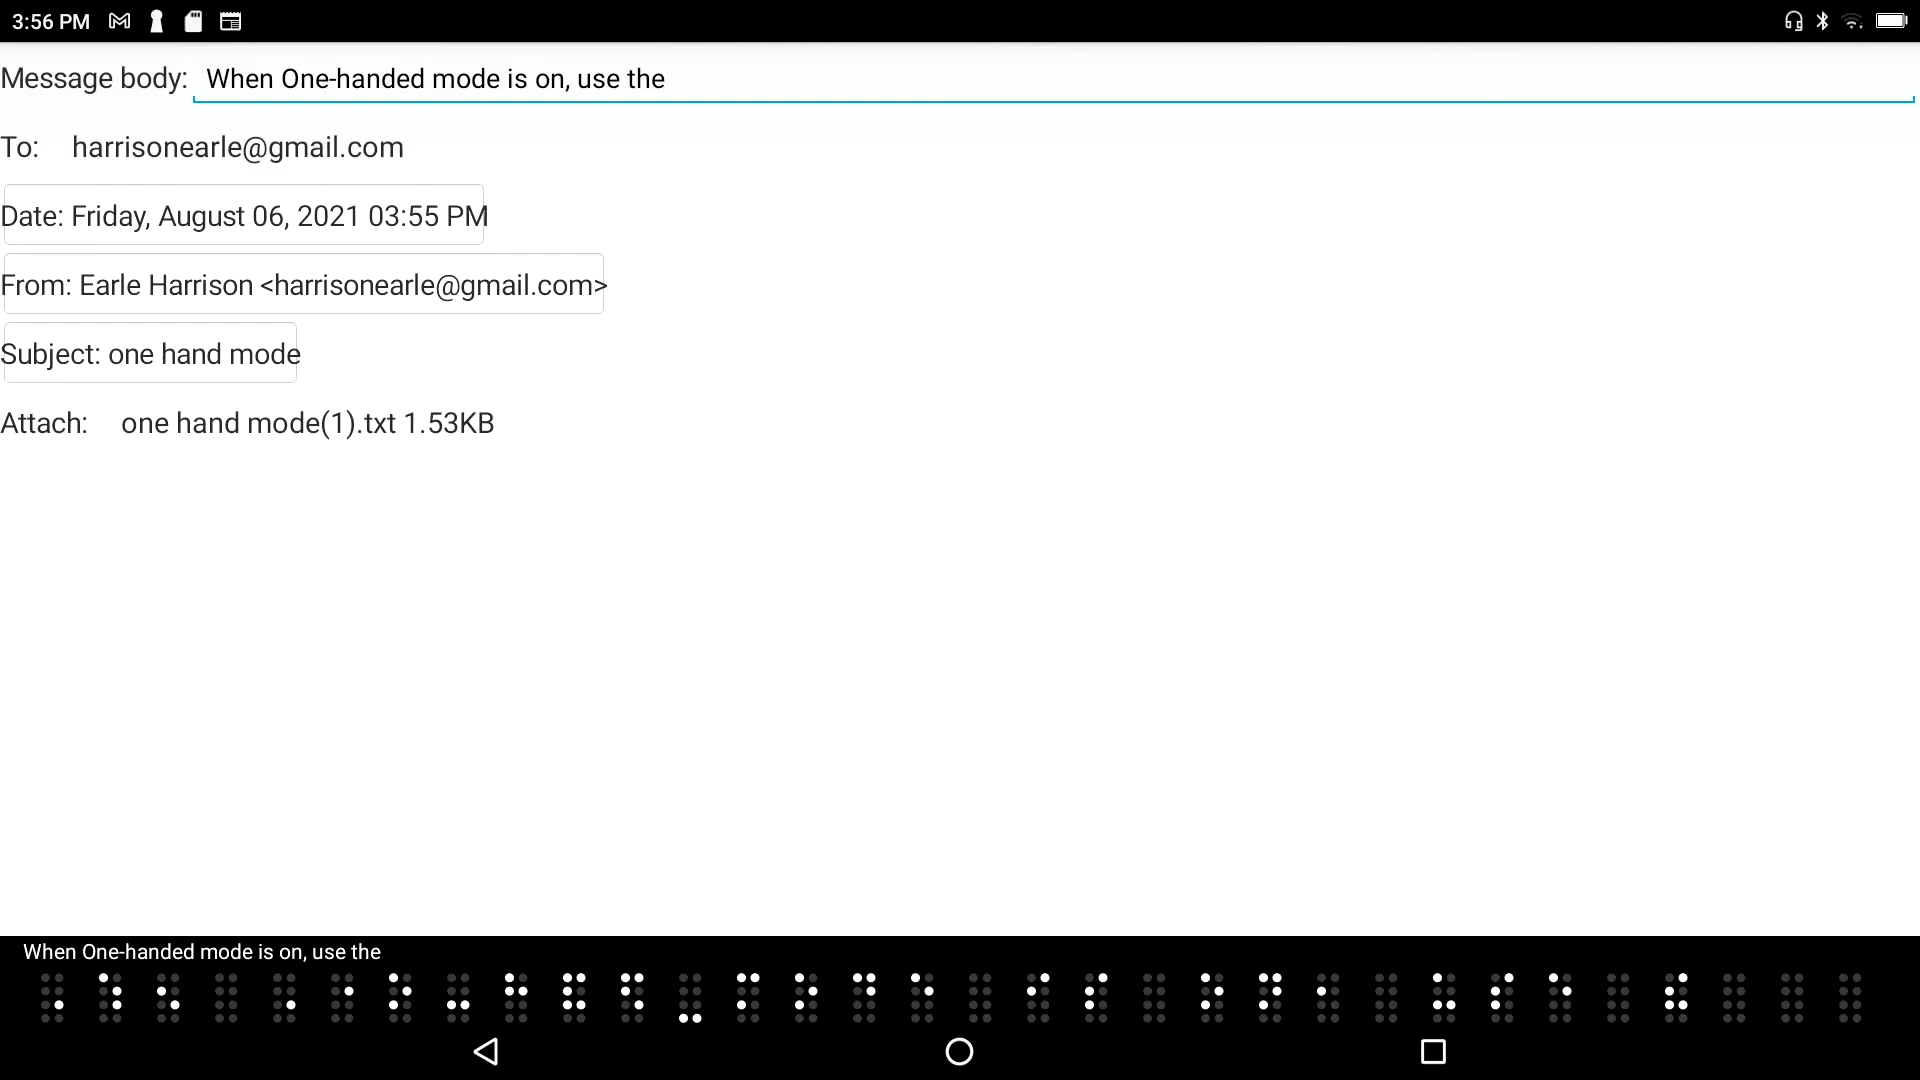 3:56 PM
Message body: When One-handed mode is on, use the
To: harrisonearle@gmail.com
Date: Friday, August 06, 2021 03:55 PM
From: Earle Harrison <harrisonearle@gmail.com>
Subject: one hand mode
Attach: one hand mode(1).txt 1.53KB
When One-handed mode is on, use the